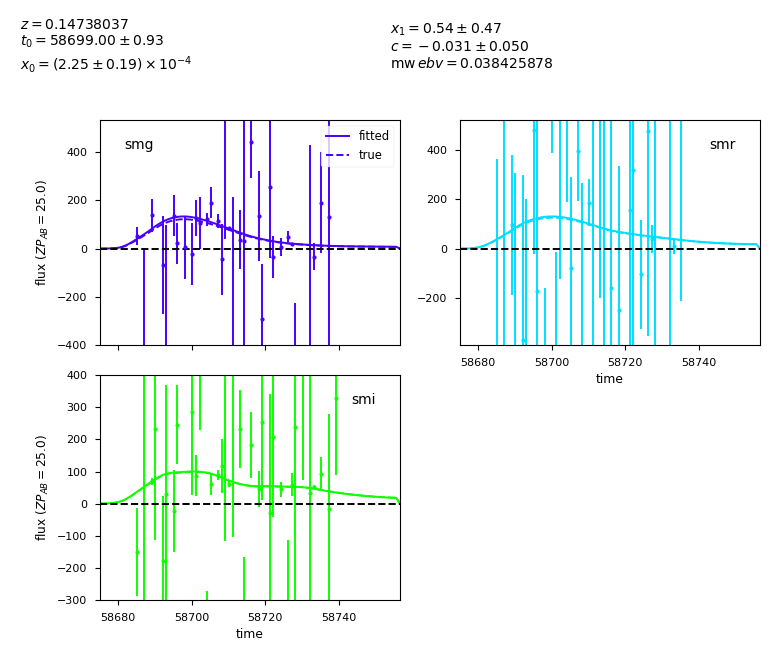 z = 0.14738037
t₀ = 58699.00 ± 0.93
x₀ = (2.25 ± 0.19) × 10⁻⁴
x₁ = 0.54 ± 0.47
c = −0.031 ± 0.050
mw ebv = 0.038425878
smg
fitted
true
400
200
0
−200
−400
flux (ZP_AB = 25.0)
smr
400
200
0
−200
58680 58700 58720 58740
time
smi
400
300
200
100
0
−100
−200
−300
flux (ZP_AB = 25.0)
58680 58700 58720 58740
time